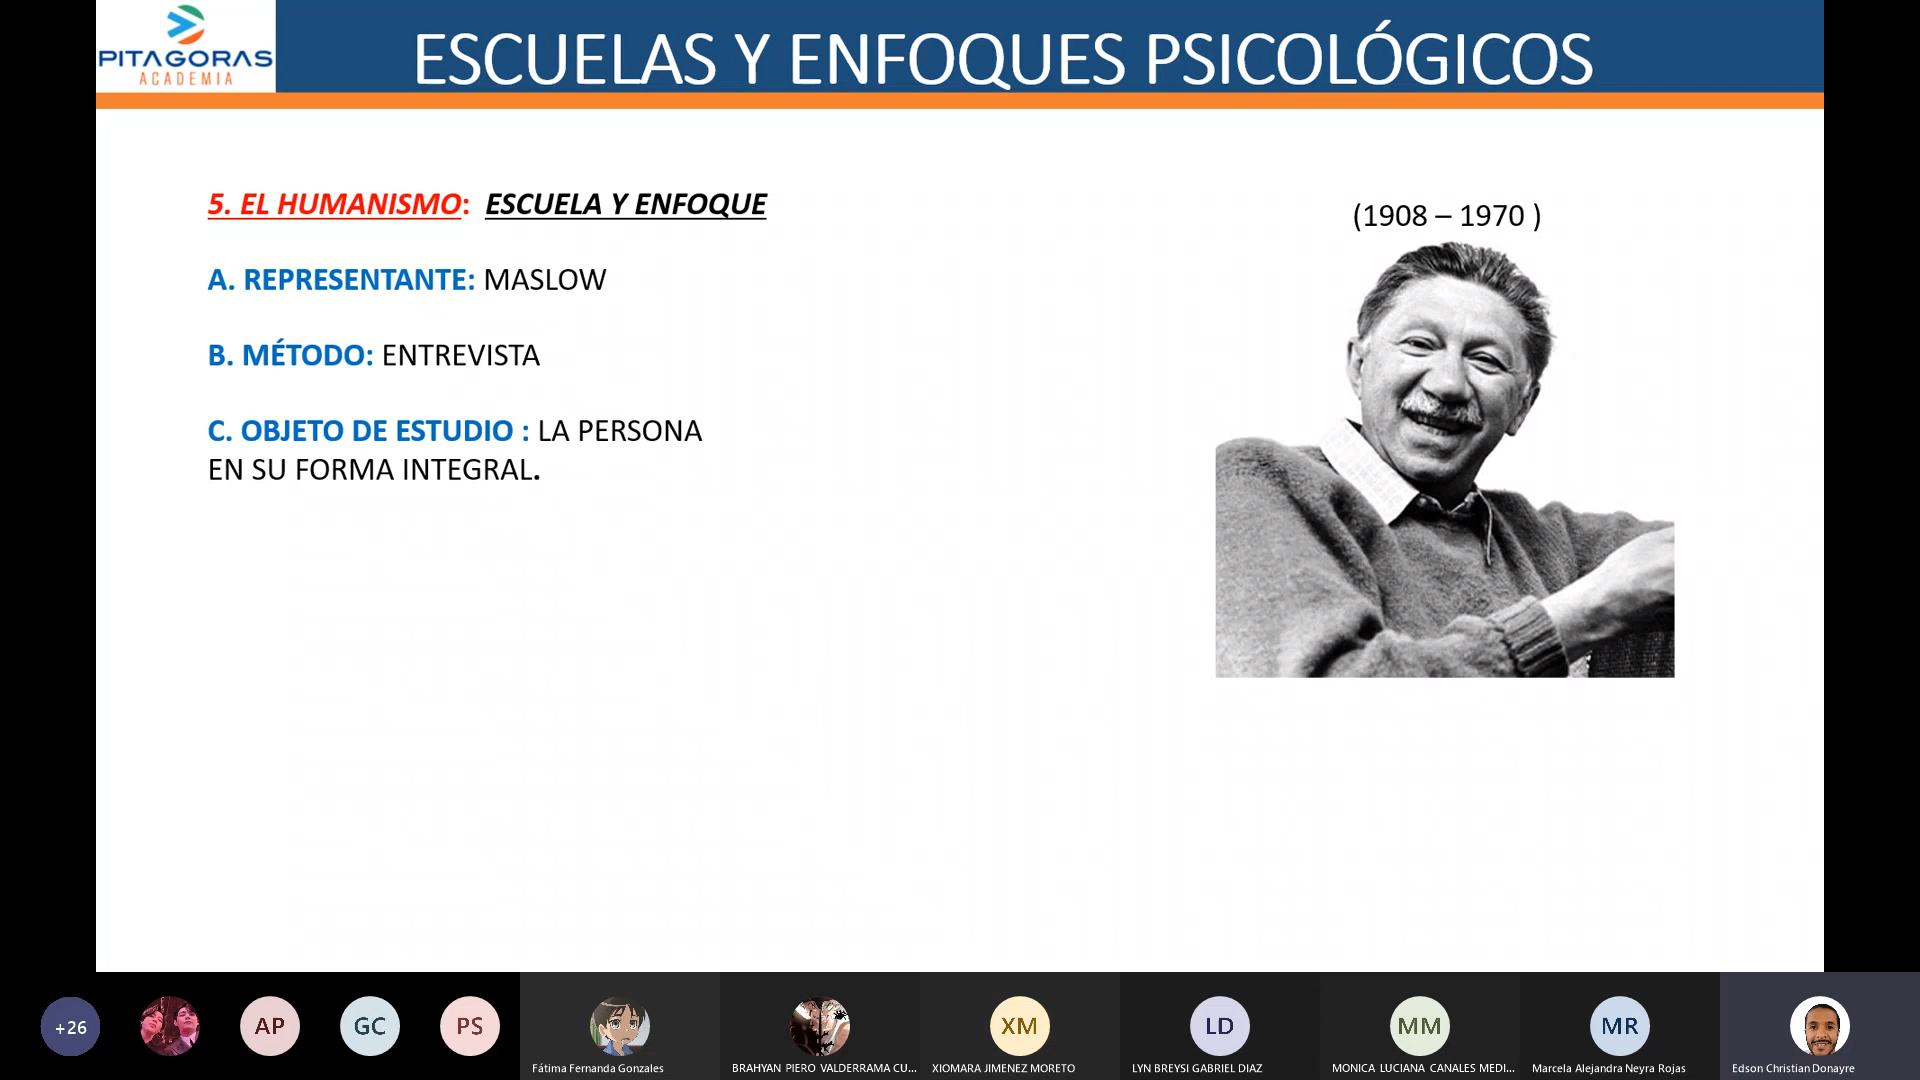 PITAGORAS
ACADEMIA
ESCUELAS Y ENFOQUES PSICOLÓGICOS
5. EL HUMANISMO: ESCUELA Y ENFOQUE
(1908 – 1970 )
A. REPRESENTANTE: MASLOW
B. MÉTODO: ENTREVISTA
C. OBJETO DE ESTUDIO : LA PERSONA
EN SU FORMA INTEGRAL.
+26
AP
GC
PS
XM
LD
MM
MR
Fátima Fernanda Gonzales
BRAHYAN PIERO VALDERRAMA CU...
XIOMARA JIMENEZ MORETO
LYN BREYSI GABRIEL DIAZ
MONICA LUCIANA CANALES MEDI...
Marcela Alejandra Neyra Rojas
Edson Christian Donayre